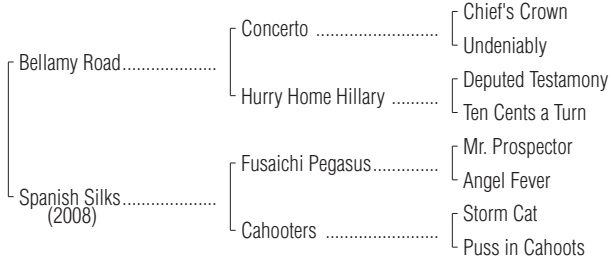 Chief's Crown
Concerto ........................
Undeniably
Bellamy Road..................
Deputed Testamony
Hurry Home Hillary .........
Ten Cents a Turn
Mr. Prospector
Fusaichi Pegasus.............
Angel Fever
Spanish Silks..................
(2008)
Storm Cat
Cahooters ......................
Puss in Cahoots